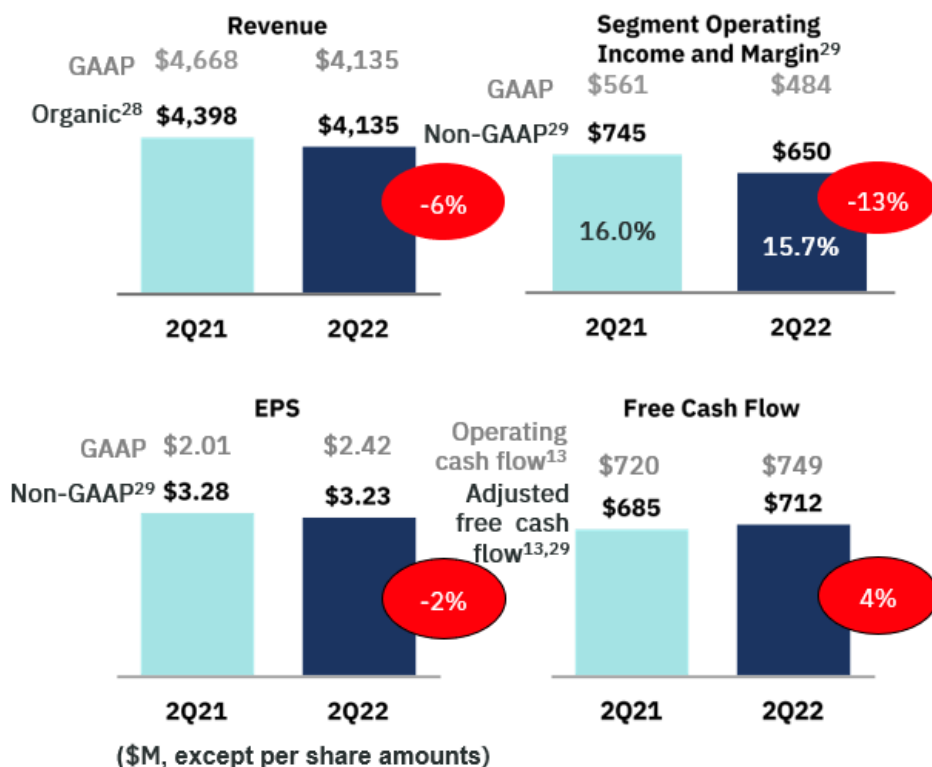 Revenue
GAAP $4,668 $4,135
Organic28 $4,398 $4,135
-6%
2Q21 2Q22
Segment Operating
Income and Margin29
GAAP $561 $484
Non-GAAP29 $745 $650
-13%
16.0% 15.7%
2Q21 2Q22
EPS
GAAP $2.01 $2.42
Non-GAAP29 $3.28 $3.23
-2%
2Q21 2Q22
Free Cash Flow
Operating
cash flow13 $720 $749
Adjusted
free cash
flow13,29
$685 $712
4%
2Q21 2Q22
($M, except per share amounts)